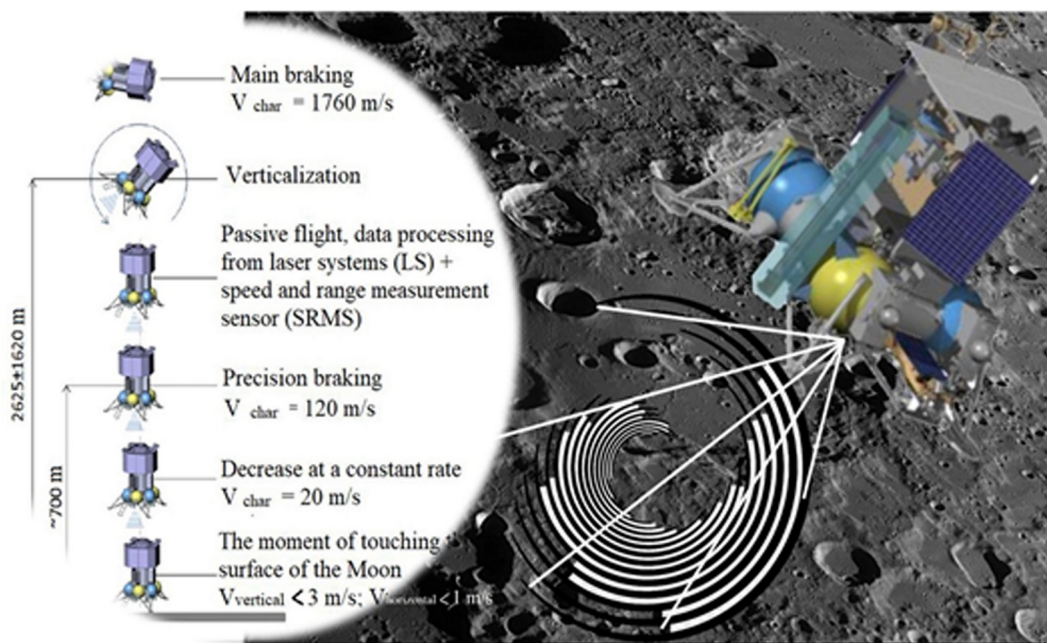 Main braking
V char = 1760 m/s
Verticalization
Passive flight, data processing
from laser systems (LS) +
speed and range measurement
sensor (SRMS)
Precision braking
V char = 120 m/s
Decrease at a constant rate
V char = 20 m/s
The moment of touching
surface of the Moon
Vvertical < 3 m/s; Vhorizontal < 1 m/s
2625±1620 m
~700 m